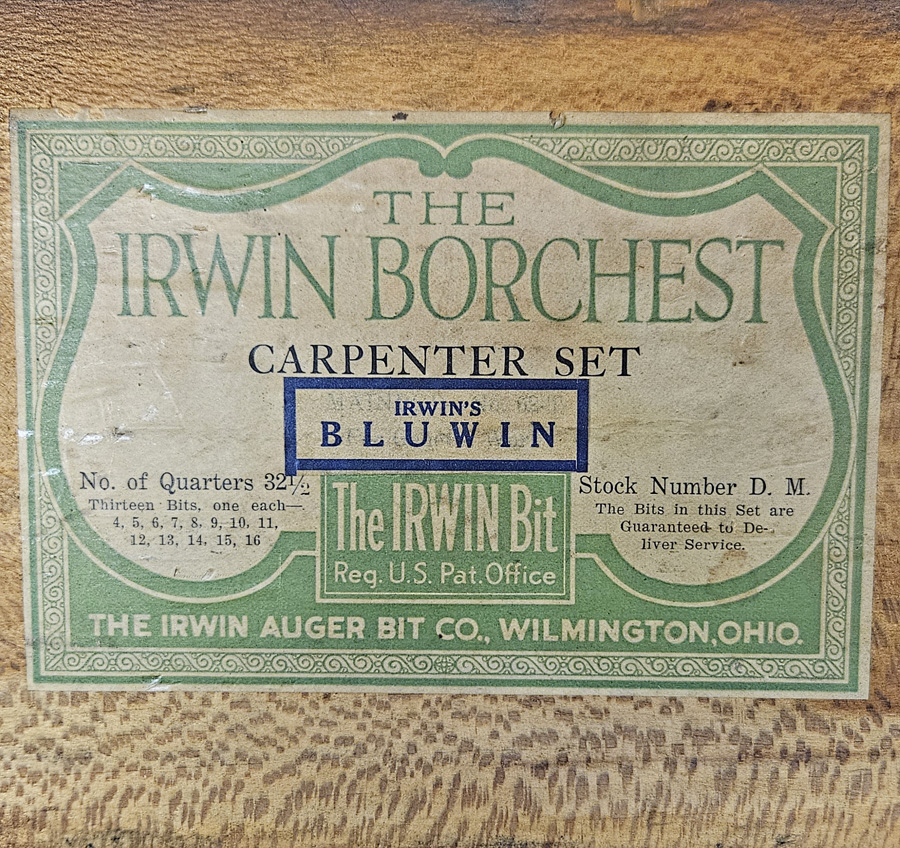 THE
IRWIN BORCHEST
CARPENTER SET
IRWIN'S
BLUWIN
No. of Quarters 32½
Thirteen Bits, one each—
4, 5, 6, 7, 8, 9, 10, 11,
12, 13, 14, 15, 16
Stock Number D. M.
The Bits in this Set are
Guaranteed to De-
liver Service.
The IRWIN Bit
Reg. U.S. Pat. Office
THE IRWIN AUGER BIT CO., WILMINGTON, OHIO.